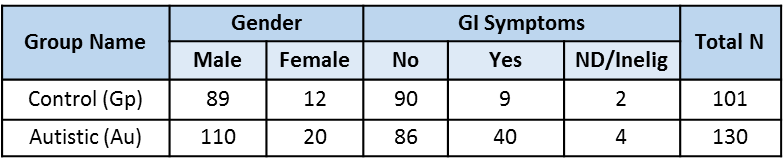 Group Name Gender GI Symptoms Total N
Male Female No Yes ND/Inelig
Control (Gp) 89 12 90 9 2 101
Autistic (Au) 110 20 86 40 4 130